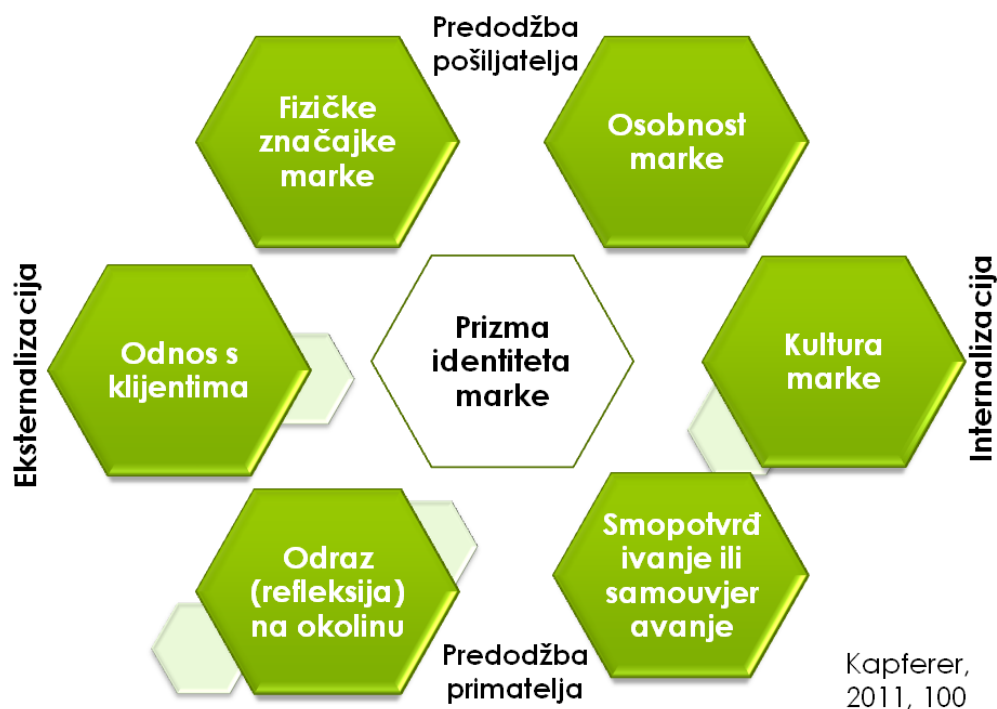 Predodžba
pošiljatelja
Fizičke
značajke
marke
Osobnost
marke
Eksternalizacija
Odnos s
klijentima
Prizma
identiteta
marke
Kultura
marke
Internalizacija
Odraz
(refleksija)
na okolinu
Smopotvrđ
ivanje ili
samouvjer
avanje
Predodžba
primatelja
Kapferer,
2011, 100